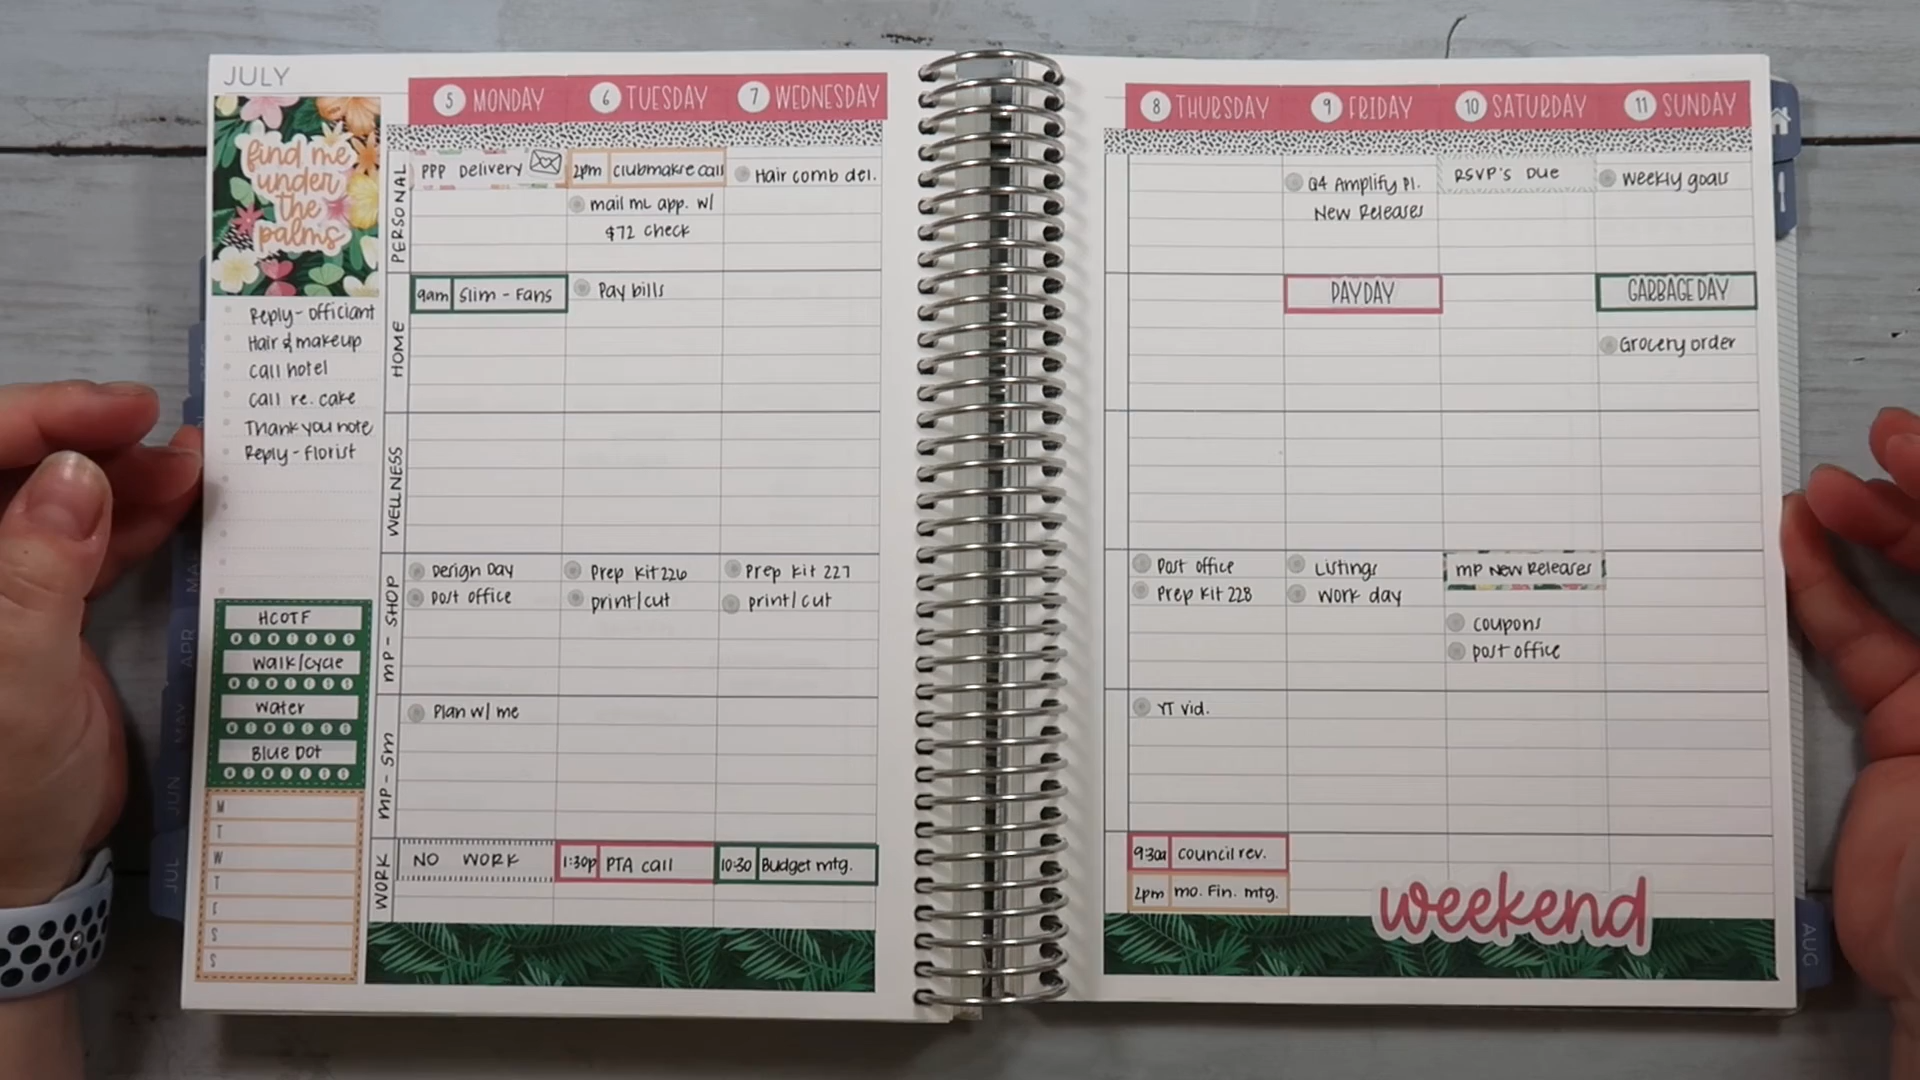 JULY
find me
under
the
palms
Reply - officiant
Hair & makeup
call hotel
call re. cake
Thank you note
Reply - florist
HCOTF
M T W T F S S
Walk/cycle
M T W T F S S
Water
M T W T F S S
Blue Dot
M T W T F S S
M
T
W
T
F
S
S
5 MONDAY 6 TUESDAY 7 WEDNESDAY
PERSONAL
PPP Delivery
2pm clubmakre call
mail ML app. w/
$72 check
Hair comb del.
HOME
9am Slim - Fans
Pay bills
WELLNESS
MP - SHOP
Design Day
Post office
Prep Kit 226
print/cut
Prep Kit 227
print/cut
MP - SM
Plan w/ me
WORK
NO WORK
1:30p PTA call
10:30 Budget mtg.
8 THURSDAY 9 FRIDAY 10 SATURDAY 11 SUNDAY
Q4 Amplify Pl.
New Releases
RSVP's Due
Weekly goals
PAYDAY
GARBAGE DAY
Grocery order
Post office
Prep Kit 228
Listings
Work day
MP New Releases
coupons
post office
YT vid.
9:30a council rev.
2pm mo. Fin. mtg.
weekend
MAR
APR
MAY
JUN
JUL
AUG